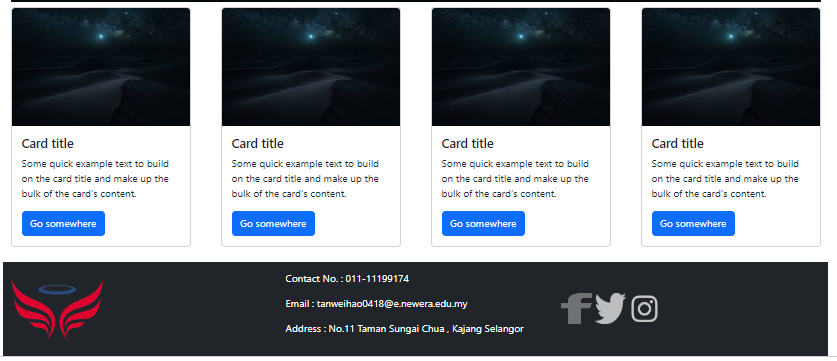 Card title
Some quick example text to build
on the card title and make up the
bulk of the card's content.
Go somewhere
Card title
Some quick example text to build
on the card title and make up the
bulk of the card's content.
Go somewhere
Card title
Some quick example text to build
on the card title and make up the
bulk of the card's content.
Go somewhere
Card title
Some quick example text to build
on the card title and make up the
bulk of the card's content.
Go somewhere
Contact No. : 011-11199174
Email : tanweihao0418@e.newera.edu.my
Address : No.11 Taman Sungai Chua , Kajang Selangor